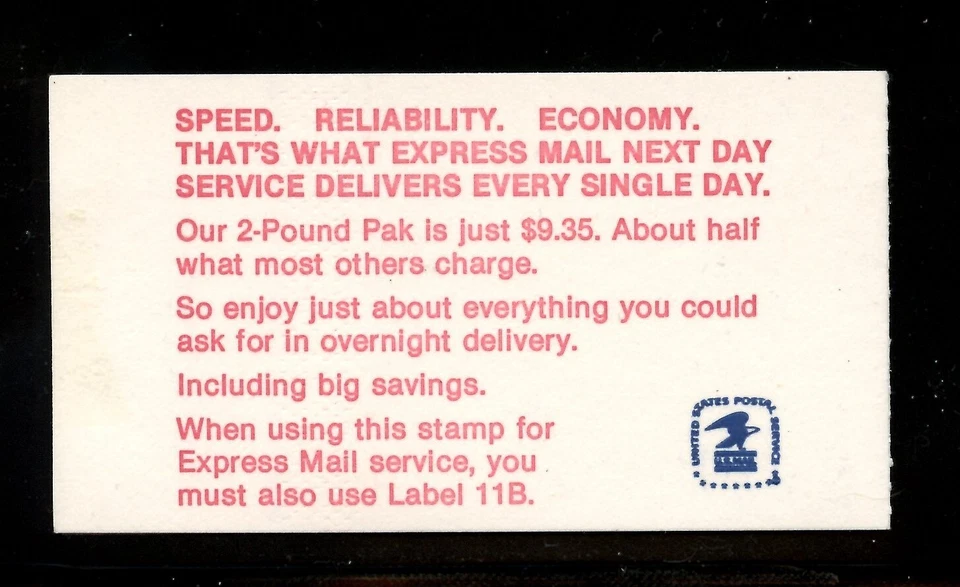 SPEED. RELIABILITY. ECONOMY.
THAT'S WHAT EXPRESS MAIL NEXT DAY
SERVICE DELIVERS EVERY SINGLE DAY.
Our 2-Pound Pak is just $9.35. About half
what most others charge.
So enjoy just about everything you could
ask for in overnight delivery.
Including big savings.
When using this stamp for
Express Mail service, you
must also use Label 11B.
UNITED STATES POSTAL SERVICE
U.S. MAIL